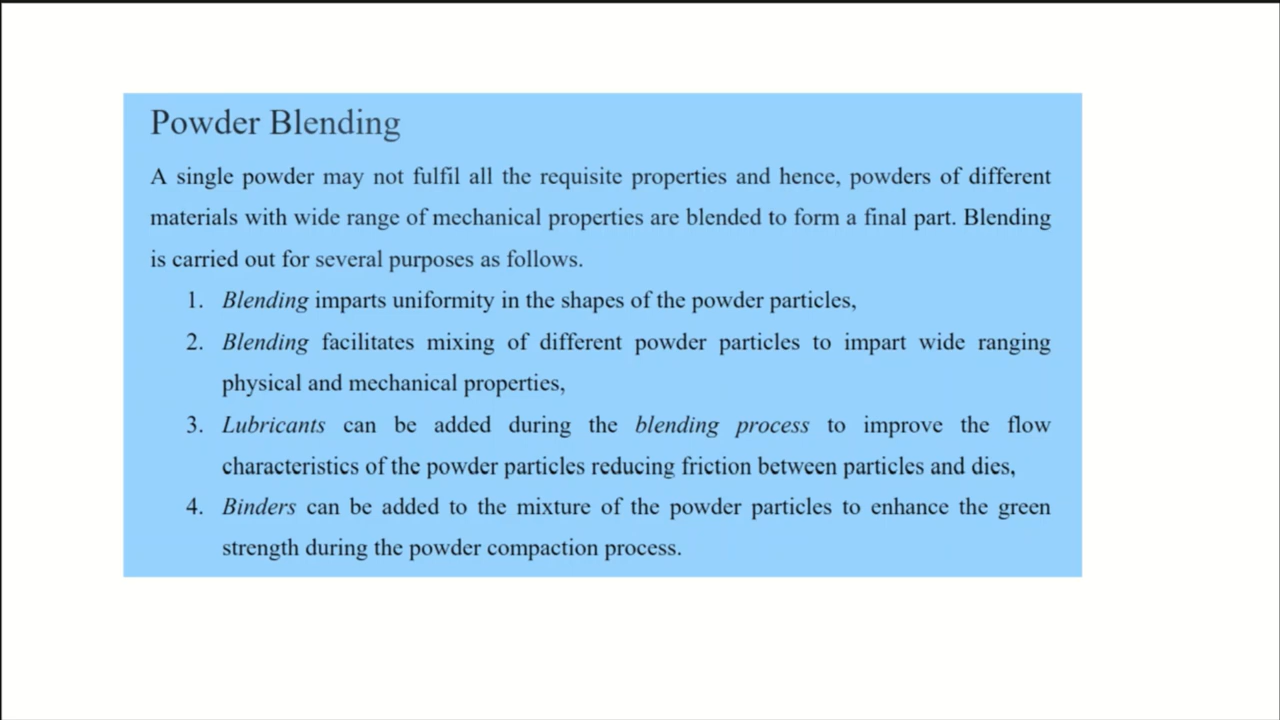 Powder Blending
A single powder may not fulfil all the requisite properties and hence, powders of different
materials with wide range of mechanical properties are blended to form a final part. Blending
is carried out for several purposes as follows.
1. Blending imparts uniformity in the shapes of the powder particles,
2. Blending facilitates mixing of different powder particles to impart wide ranging
physical and mechanical properties,
3. Lubricants can be added during the blending process to improve the flow
characteristics of the powder particles reducing friction between particles and dies,
4. Binders can be added to the mixture of the powder particles to enhance the green
strength during the powder compaction process.